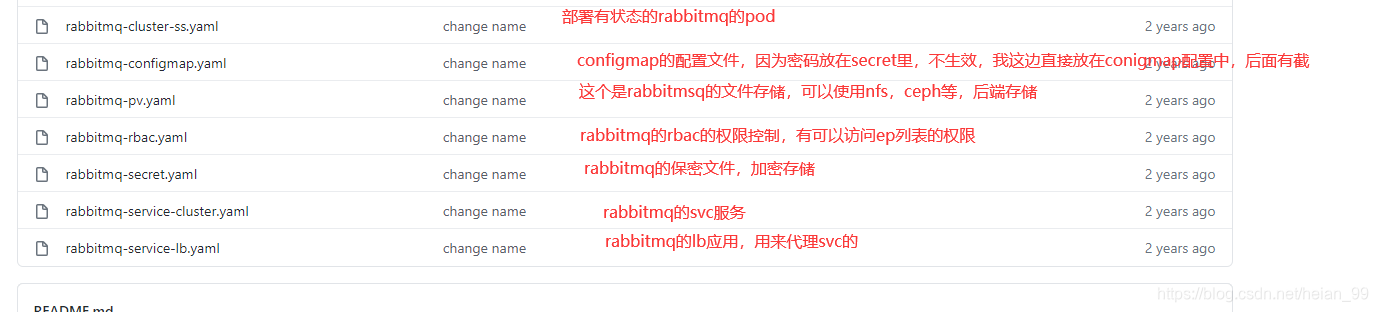 rabbitmq-cluster-ss.yaml change name 部署有状态的rabbitmq的pod 2 years ago
rabbitmq-configmap.yaml change name configmap的配置文件，因为密码放在secret里，不生效，我这边直接放在conigmap配置中，后面有截 2 years ago
rabbitmq-pv.yaml change name 这个是rabbitmsq的文件存储，可以使用nfs，ceph等，后端存储 2 years ago
rabbitmq-rbac.yaml change name rabbitmq的rbac的权限控制，有可以访问ep列表的权限 2 years ago
rabbitmq-secret.yaml change name rabbitmq的保密文件，加密存储 2 years ago
rabbitmq-service-cluster.yaml change name rabbitmq的svc服务 2 years ago
rabbitmq-service-lb.yaml change name rabbitmq的lb应用，用来代理svc的 2 years ago
https://blog.csdn.net/heian_99
README.md